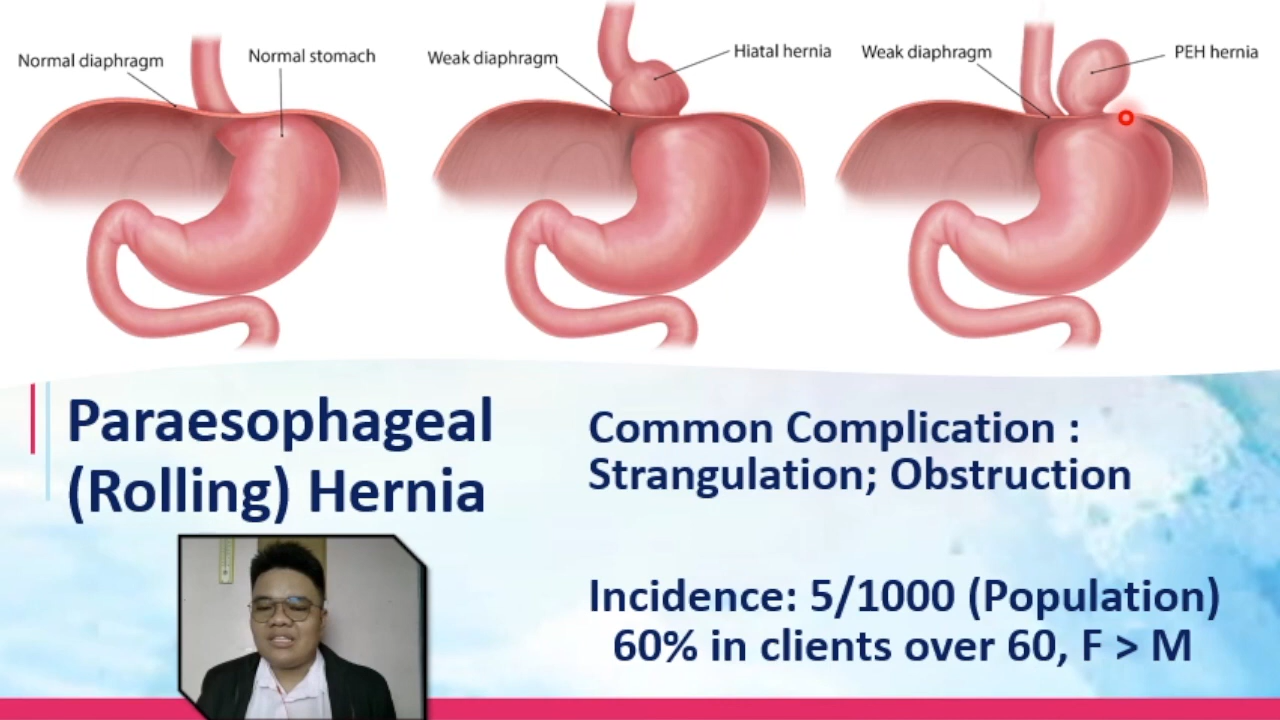 Normal diaphragm
Normal stomach
Weak diaphragm
Hiatal hernia
Weak diaphragm
PEH hernia
Paraesophageal
(Rolling) Hernia
Common Complication :
Strangulation; Obstruction
Incidence: 5/1000 (Population)
60% in clients over 60, F > M